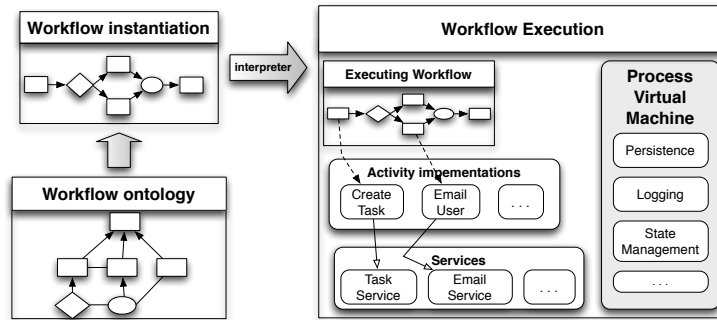 Workflow instantiation
interpreter
Workflow ontology
Workflow Execution
Executing Workflow
Activity impementations
Create
Task
Email
User
. . .
Services
Task
Service
Email
Service
. . .
Process
Virtual
Machine
Persistence
Logging
State
Management
. . .